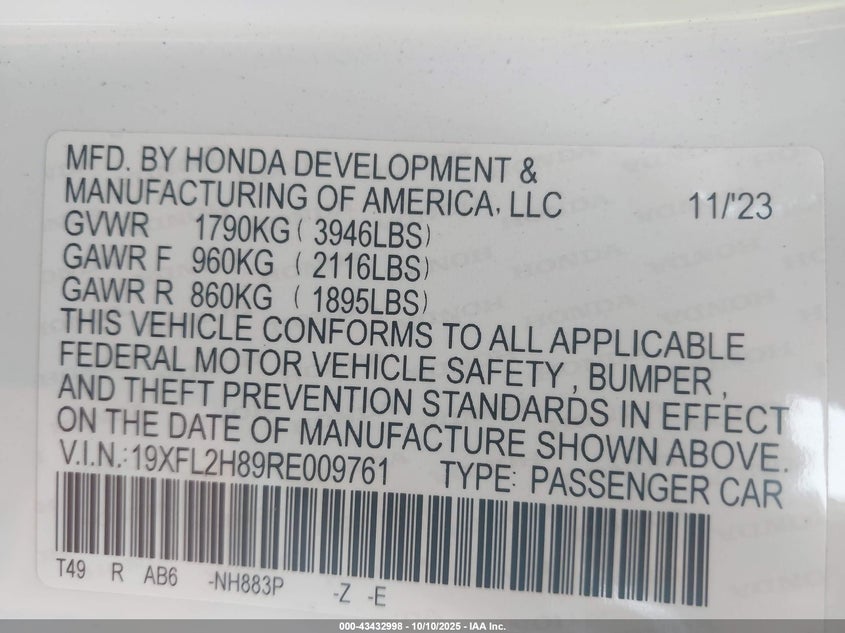 MFD. BY HONDA DEVELOPMENT &
MANUFACTURING OF AMERICA, LLC 11/'23
GVWR 1790KG ( 3946LBS)
GAWR F 960KG ( 2116LBS)
GAWR R 860KG ( 1895LBS)
THIS VEHICLE CONFORMS TO ALL APPLICABLE
FEDERAL MOTOR VEHICLE SAFETY , BUMPER ,
AND THEFT PREVENTION STANDARDS IN EFFECT
ON THE DATE OF MANUFACTURE SHOWN ABOVE.
V.I.N.:19XFL2H89RE009761 TYPE: PASSENGER CAR
T49 R AB6 -NH883P -Z -E
000-43432998 - 10/10/2025 - IAA Inc.